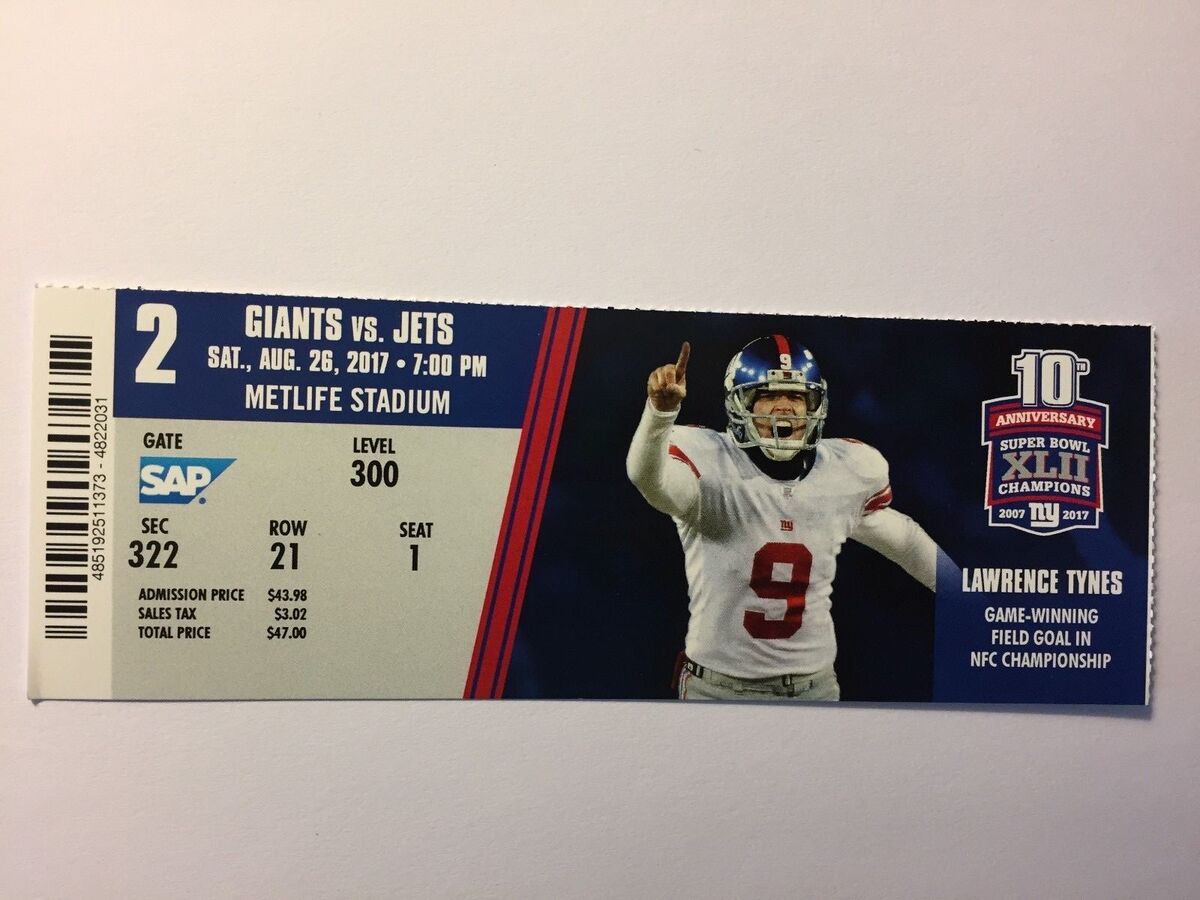 4851925111373 - 4822031
2
GIANTS VS. JETS
SAT., AUG. 26, 2017 • 7:00 PM
METLIFE STADIUM
GATE
SAP
LEVEL
300
SEC
322
ROW
21
SEAT
1
ADMISSION PRICE $43.98
SALES TAX $3.02
TOTAL PRICE $47.00
9
ny
9
10TH
ANNIVERSARY
SUPER BOWL
XLII
CHAMPIONS
2007 ny 2017
LAWRENCE TYNES
GAME-WINNING
FIELD GOAL IN
NFC CHAMPIONSHIP